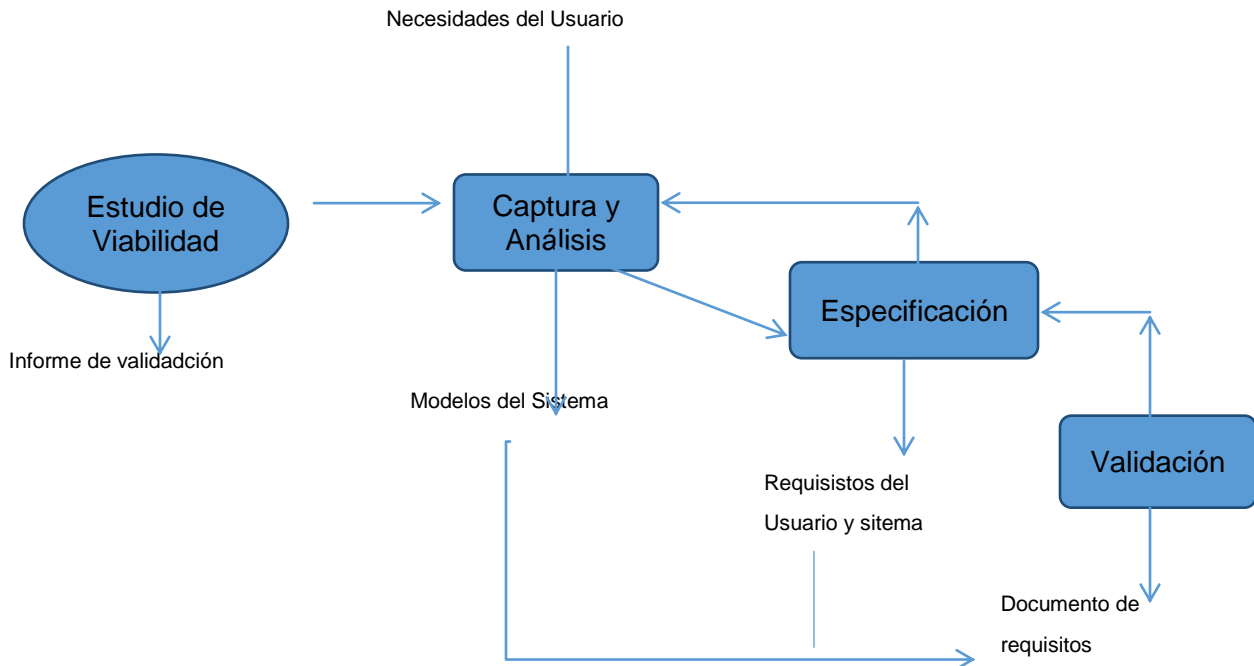 Necesidades del Usuario
Estudio de
Viabilidad
Captura y
Análisis
Especificación
Informe de validadción
Modelos del Sistema
Validación
Requisistos del
Usuario y sitema
Documento de
requisitos